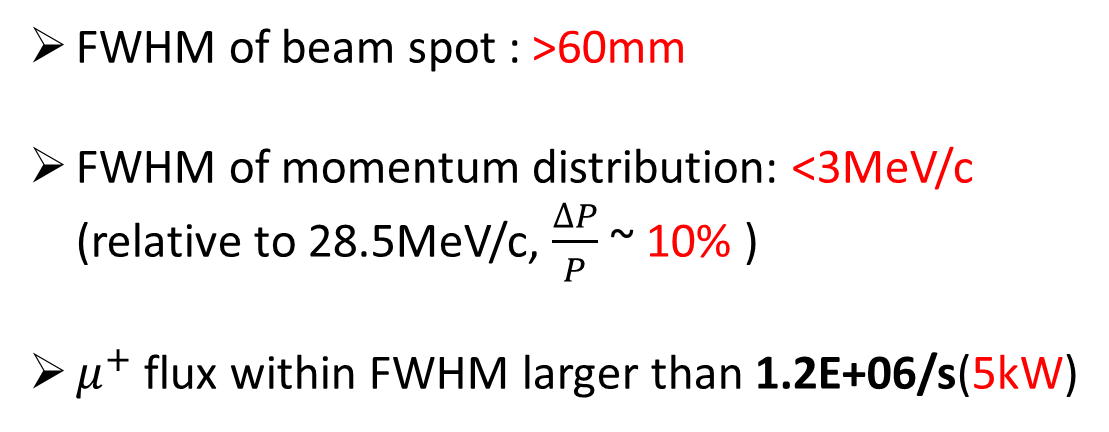 ➢ FWHM of beam spot : >60mm
➢ FWHM of momentum distribution: <3MeV/c
(relative to 28.5MeV/c, ΔP/P ~ 10% )
➢ μ⁺ flux within FWHM larger than 1.2E+06/s(5kW)